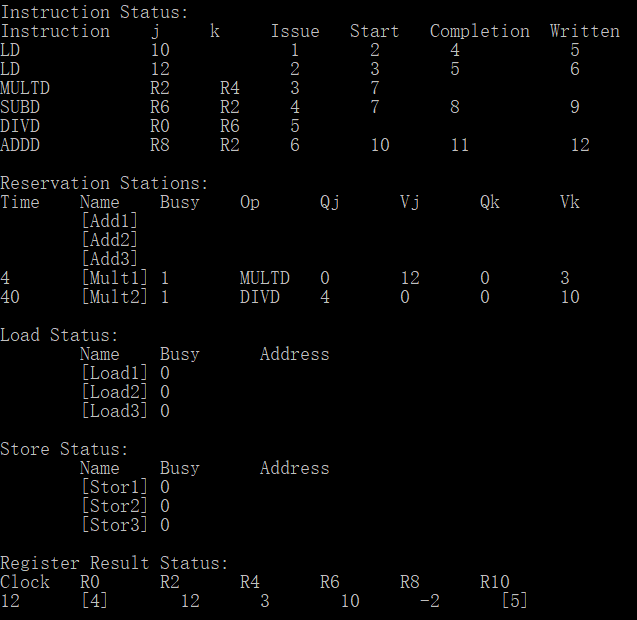 Instruction Status:
Instruction j k Issue Start Completion Written
LD 10 1 2 4 5
LD 12 2 3 5 6
MULTD R2 R4 3 7
SUBD R6 R2 4 7 8 9
DIVD R0 R6 5
ADDD R8 R2 6 10 11 12
Reservation Stations:
Time Name Busy Op Qj Vj Qk Vk
[Add1]
[Add2]
[Add3]
4 [Mult1] 1 MULTD 0 12 0 3
40 [Mult2] 1 DIVD 4 0 0 10
Load Status:
Name Busy Address
[Load1] 0
[Load2] 0
[Load3] 0
Store Status:
Name Busy Address
[Stor1] 0
[Stor2] 0
[Stor3] 0
Register Result Status:
Clock R0 R2 R4 R6 R8 R10
12 [4] 12 3 10 -2 [5]